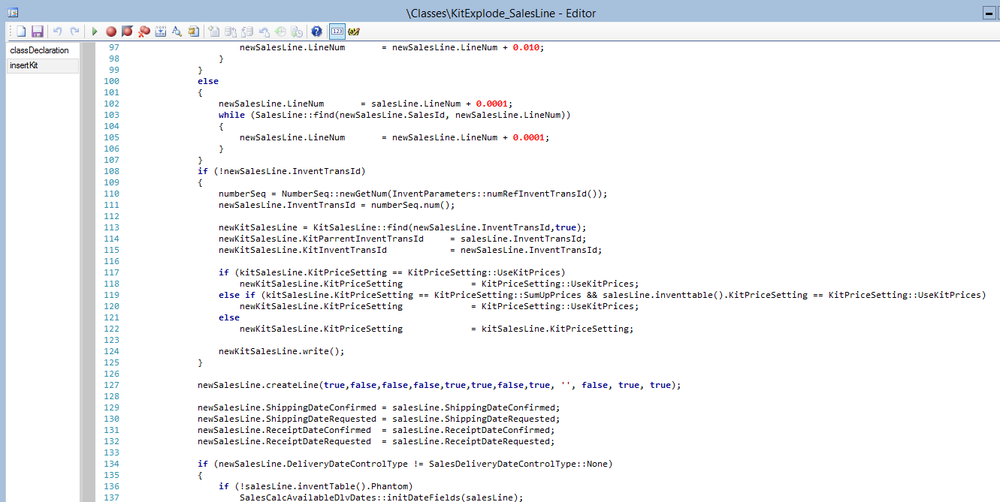 \Classes\KitExplode_SalesLine - Editor
classDeclaration
insertKit
97 newSalesLine.LineNum = newSalesLine.LineNum + 0.010;
98 }
99 }
100 else
101 {
102 newSalesLine.LineNum = salesLine.LineNum + 0.0001;
103 while (SalesLine::find(newSalesLine.SalesId, newSalesLine.LineNum))
104 {
105 newSalesLine.LineNum = newSalesLine.LineNum + 0.0001;
106 }
107 }
108 if (!newSalesLine.InventTransId)
109 {
110 numberSeq = NumberSeq::newGetNum(InventParameters::numRefInventTransId());
111 newSalesLine.InventTransId = numberSeq.num();
112
113 newKitSalesLine = KitSalesLine::find(newSalesLine.InventTransId,true);
114 newKitSalesLine.KitParrentInventTransId = salesLine.InventTransId;
115 newKitSalesLine.KitInventTransId = newSalesLine.InventTransId;
116
117 if (kitSalesLine.KitPriceSetting == KitPriceSetting::UseKitPrices)
118 newKitSalesLine.KitPriceSetting = KitPriceSetting::UseKitPrices;
119 else if (kitSalesLine.KitPriceSetting == KitPriceSetting::SumUpPrices && salesLine.inventtable().KitPriceSetting == KitPriceSetting::UseKitPrices)
120 newKitSalesLine.KitPriceSetting = KitPriceSetting::UseKitPrices;
121 else
122 newKitSalesLine.KitPriceSetting = kitSalesLine.KitPriceSetting;
123
124 newKitSalesLine.write();
125 }
126
127 newSalesLine.createLine(true,false,false,false,true,true,false,true, '', false, true, true);
128
129 newSalesLine.ShippingDateConfirmed = salesLine.ShippingDateConfirmed;
130 newSalesLine.ShippingDateRequested = salesLine.ShippingDateRequested;
131 newSalesLine.ReceiptDateConfirmed = salesLine.ReceiptDateConfirmed;
132 newSalesLine.ReceiptDateRequested = salesLine.ReceiptDateRequested;
133
134 if (newSalesLine.DeliveryDateControlType != SalesDeliveryDateControlType::None)
135 {
136 if (!salesLine.inventTable().Phantom)
137 SalesCalcAvailableDlvDates::initDateFields(salesLine);